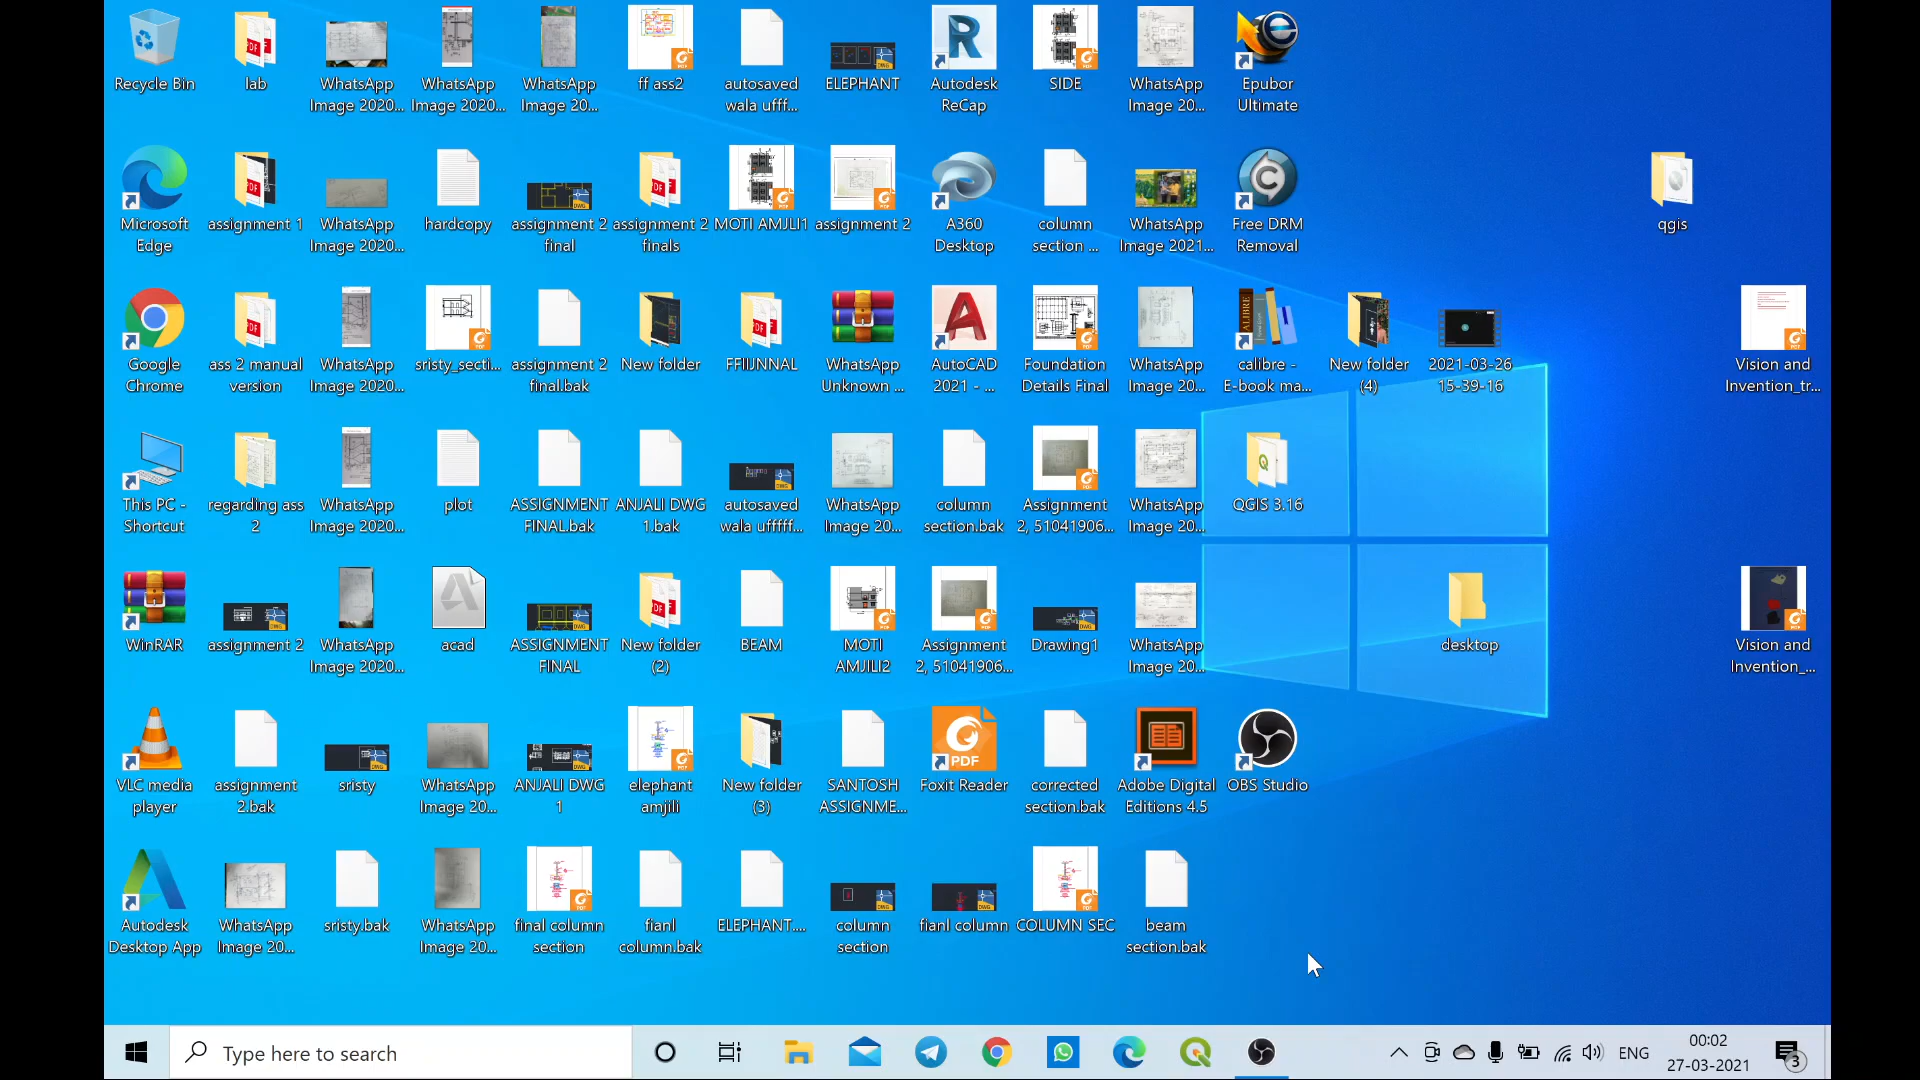 Recycle Bin
lab
WhatsApp
Image 2020...
WhatsApp
Image 2020...
WhatsApp
Image 20...
ff ass2
autosaved
wala ufff...
ELEPHANT
Autodesk
ReCap
SIDE
WhatsApp
Image 20...
Epubor
Ultimate
Microsoft
Edge
assignment 1
WhatsApp
Image 2020...
hardcopy
assignment 2
final
assignment 2
finals
MOTI AMJLI1
assignment 2
A360
Desktop
column
section ...
WhatsApp
Image 2021...
Free DRM
Removal
qgis
Google
Chrome
ass 2 manual
version
WhatsApp
Image 2020...
sristy_secti...
assignment 2
final.bak
New folder
FFIIJNNAL
WhatsApp
Unknown ...
AutoCAD
2021 - ...
Foundation
Details Final
WhatsApp
Image 20...
calibre -
E-book ma...
New folder
(4)
2021-03-26
15-39-16
Vision and
Invention_tr...
This PC -
Shortcut
regarding ass
2
WhatsApp
Image 2020...
plot
ASSIGNMENT
FINAL.bak
ANJALI DWG
1.bak
autosaved
wala ufffff...
WhatsApp
Image 20...
column
section.bak
Assignment
2, 51041906...
WhatsApp
Image 20...
QGIS 3.16
WinRAR
assignment 2
WhatsApp
Image 2020...
acad
ASSIGNMENT
FINAL
New folder
(2)
BEAM
MOTI
AMJILI2
Assignment
2, 51041906...
Drawing1
WhatsApp
Image 20...
desktop
Vision and
Invention_...
VLC media
player
assignment
2.bak
sristy
WhatsApp
Image 20...
ANJALI DWG
1
elephant
amjili
New folder
(3)
SANTOSH
ASSIGNME...
PDF
Foxit Reader
corrected
section.bak
Adobe Digital
Editions 4.5
OBS Studio
Autodesk
Desktop App
WhatsApp
Image 20...
sristy.bak
WhatsApp
Image 20...
final column
section
fianl
column.bak
ELEPHANT....
column
section
fianl column
COLUMN SEC
beam
section.bak
Type here to search
ENG
00:02
27-03-2021
3